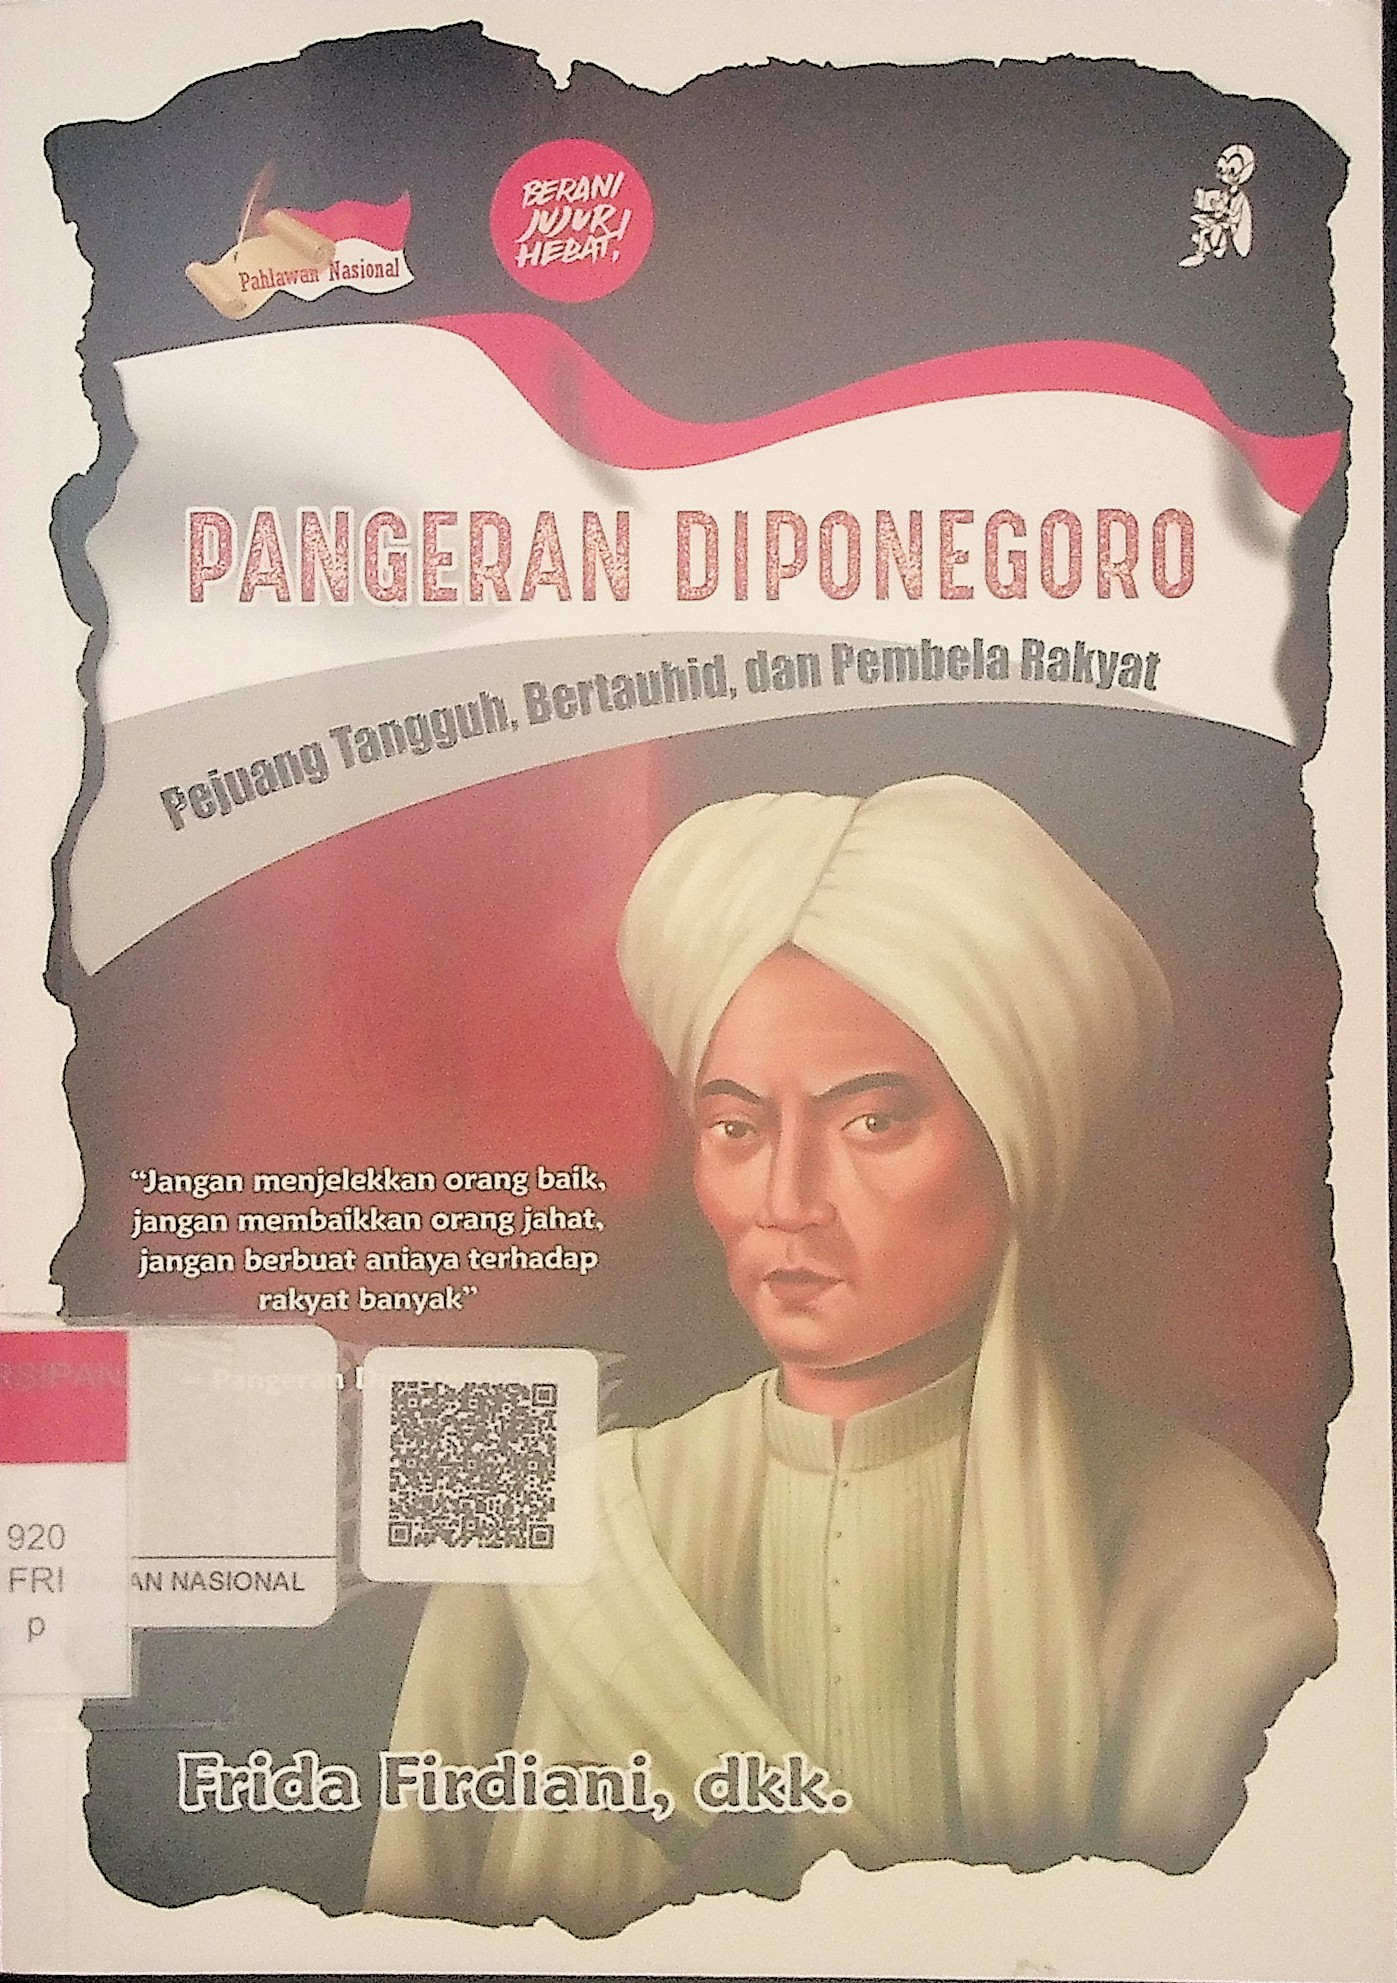 Pahlawan Nasional
BERANI
JUJUR
HEBAT!
PANGERAN DIPONEGORO
Pejuang Tangguh, Bertauhid, dan Pembela Rakyat
“Jangan menjelekkan orang baik,
jangan membaikkan orang jahat,
jangan berbuat aniaya terhadap
rakyat banyak”
– Pangeran
920
FRI
p
AN NASIONAL
Frida Firdiani, dkk.